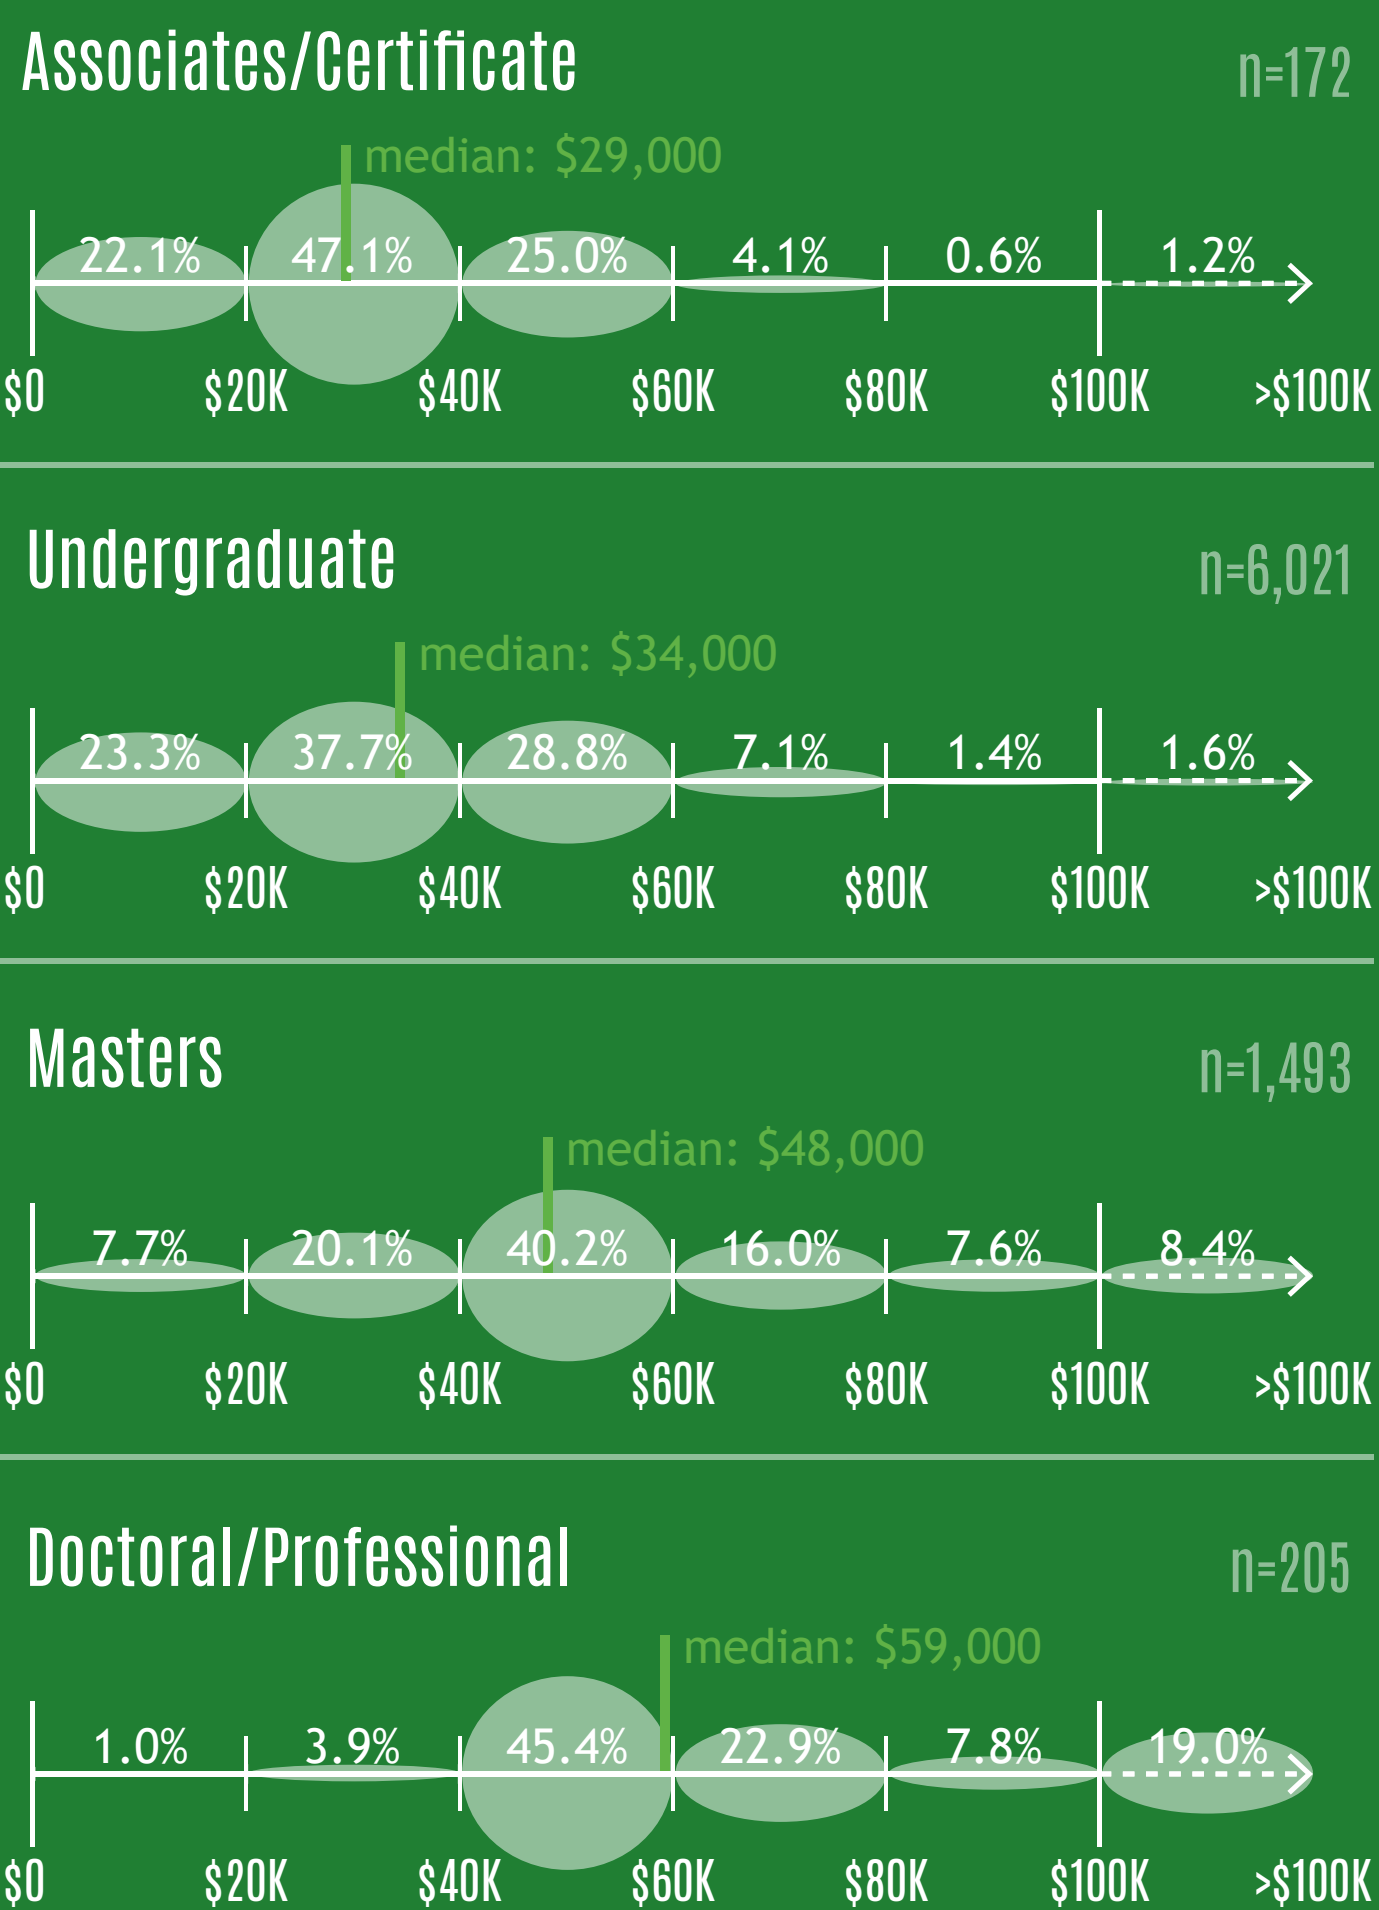 Associates/Certificate
n=172
median: $29,000
22.1% 47.1% 25.0% 4.1% 0.6% 1.2%
$0 $20K $40K $60K $80K $100K >$100K
Undergraduate
n=6,021
median: $34,000
23.3% 37.7% 28.8% 7.1% 1.4% 1.6%
$0 $20K $40K $60K $80K $100K >$100K
Masters
n=1,493
median: $48,000
7.7% 20.1% 40.2% 16.0% 7.6% 8.4%
$0 $20K $40K $60K $80K $100K >$100K
Doctoral/Professional
n=205
median: $59,000
1.0% 3.9% 45.4% 22.9% 7.8% 19.0%
$0 $20K $40K $60K $80K $100K >$100K